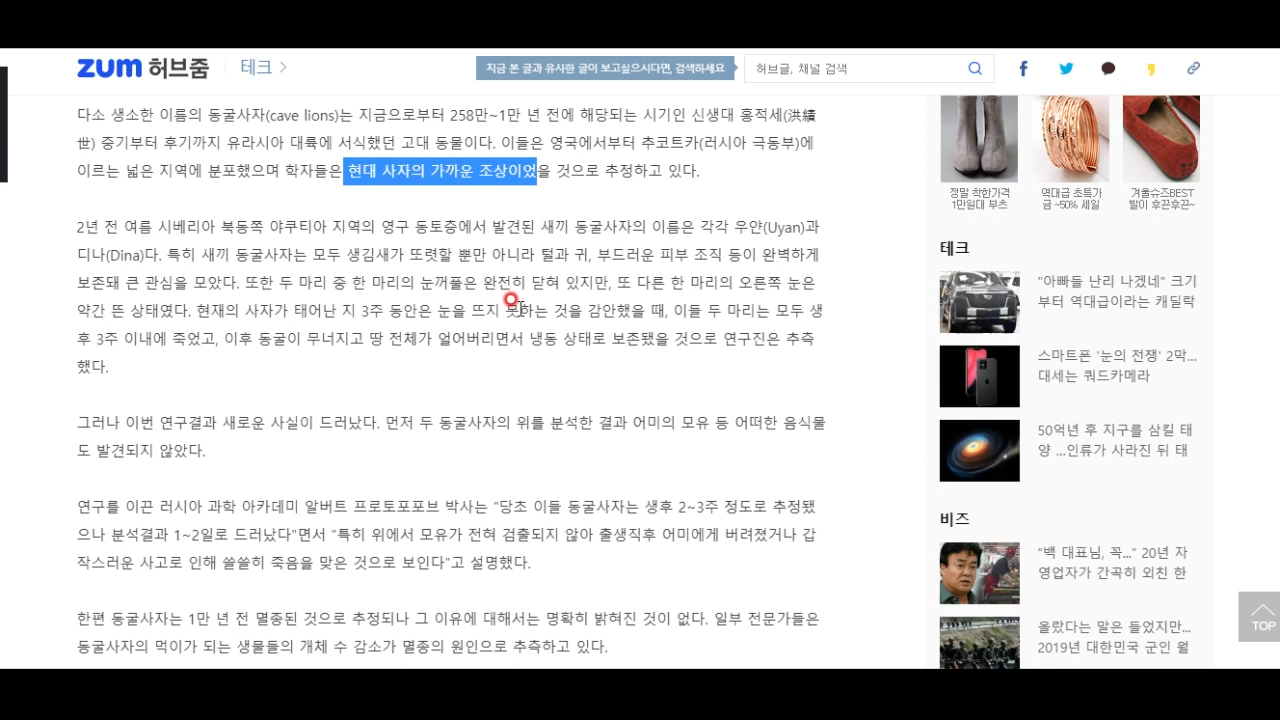 zum 허브줌
테크 >
지금 본 글과 유사한 글이 보고싶으시다면, 검색하세요
허브글, 채널 검색
다소 생소한 이름의 동굴사자(cave lions)는 지금으로부터 258만~1만 년 전에 해당되는 시기인 신생대 홍적세(洪績
世) 중기부터 후기까지 유라시아 대륙에 서식했던 고대 동물이다. 이들은 영국에서부터 추코트카(러시아 극동부)에
이르는 넓은 지역에 분포했으며 학자들은 현대 사자의 가까운 조상이었을 것으로 추정하고 있다.
2년 전 여름 시베리아 북동쪽 야쿠티아 지역의 영구 동토층에서 발견된 새끼 동굴사자의 이름은 각각 우얀(Uyan)과
디나(Dina)다. 특히 새끼 동굴사자는 모두 생김새가 또렷할 뿐만 아니라 털과 귀, 부드러운 피부 조직 등이 완벽하게
보존돼 큰 관심을 모았다. 또한 두 마리 중 한 마리의 눈꺼풀은 완전히 닫혀 있지만, 또 다른 한 마리의 오른쪽 눈은
약간 뜬 상태였다. 현재의 사자가 태어난 지 3주 동안은 눈을 뜨지 못하는 것을 감안했을 때, 이들 두 마리는 모두 생
후 3주 이내에 죽었고, 이후 동굴이 무너지고 땅 전체가 얼어버리면서 냉동 상태로 보존됐을 것으로 연구진은 추측
했다.
그러나 이번 연구결과 새로운 사실이 드러났다. 먼저 두 동굴사자의 위를 분석한 결과 어미의 모유 등 어떠한 음식물
도 발견되지 않았다.
연구를 이끈 러시아 과학 아카데미 알버트 프로토포포브 박사는 "당초 이들 동굴사자는 생후 2~3주 정도로 추정됐
으나 분석결과 1~2일로 드러났다"면서 "특히 위에서 모유가 전혀 검출되지 않아 출생직후 어미에게 버려졌거나 갑
작스러운 사고로 인해 쓸쓸히 죽음을 맞은 것으로 보인다"고 설명했다.
한편 동굴사자는 1만 년 전 멸종된 것으로 추정되나 그 이유에 대해서는 명확히 밝혀진 것이 없다. 일부 전문가들은
동굴사자의 먹이가 되는 생물들의 개체 수 감소가 멸종의 원인으로 추측하고 있다.
정말 착한가격
1만원대 부츠
역대급 초특가
금 ~50% 세일
겨울슈즈BEST
발이 후끈후끈~
테크
"아빠들 난리 나겠네" 크기
부터 역대급이라는 캐딜락
스마트폰 '눈의 전쟁' 2막...
대세는 쿼드카메라
50억년 후 지구를 삼킬 태
양 ...인류가 사라진 뒤 태
비즈
"백 대표님, 꼭..." 20년 자
영업자가 간곡히 외친 한
올랐다는 말은 들었지만...
2019년 대한민국 군인 월
TOP